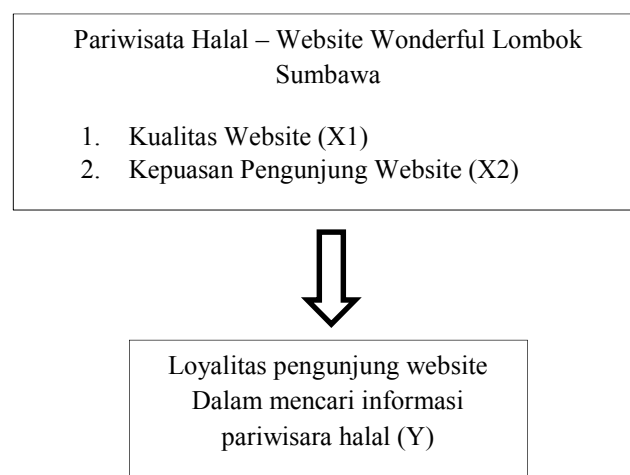 Pariwisata Halal – Website Wonderful Lombok
Sumbawa
1. Kualitas Website (X1)
2. Kepuasan Pengunjung Website (X2)
Loyalitas pengunjung website
Dalam mencari informasi
pariwisara halal (Y)